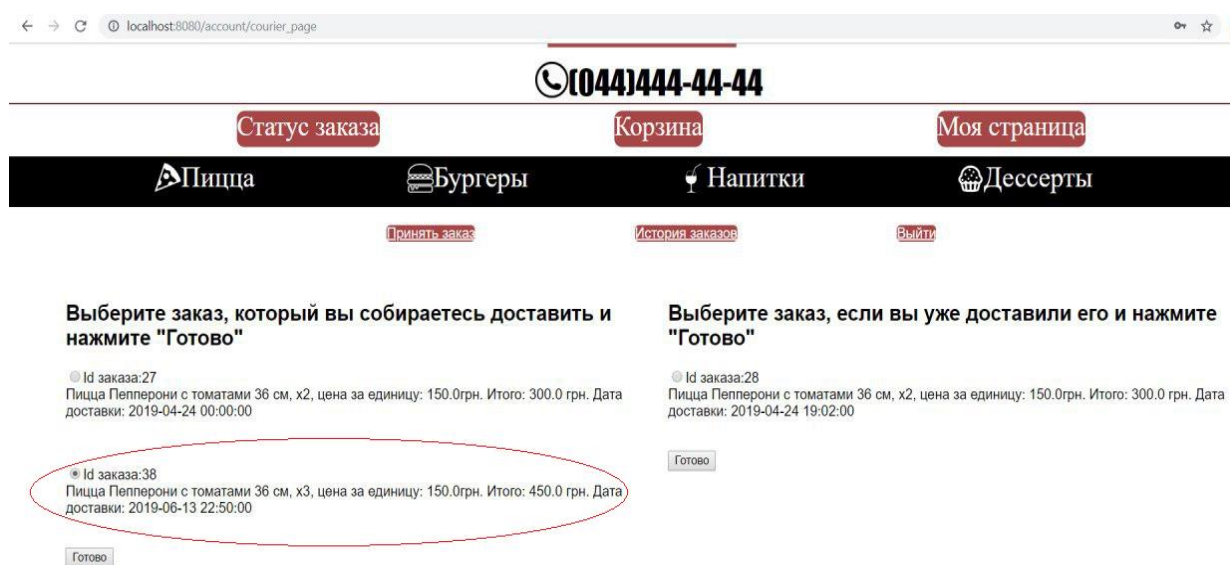 localhost:8080/account/courier_page
(044)444-44-44
Статус заказа Корзина Моя страница
Пицца Бургеры Напитки Дессерты
Принять заказ История заказов Выйти
Выберите заказ, который вы собираетесь доставить и
нажмите "Готово"
Id заказа:27
Пицца Пепперони с томатами 36 см, x2, цена за единицу: 150.0грн. Итого: 300.0 грн. Дата
доставки: 2019-04-24 00:00:00
Id заказа:38
Пицца Пепперони с томатами 36 см, x3, цена за единицу: 150.0грн. Итого: 450.0 грн. Дата
доставки: 2019-06-13 22:50:00
Готово
Выберите заказ, если вы уже доставили его и нажмите
"Готово"
Id заказа:28
Пицца Пепперони с томатами 36 см, x2, цена за единицу: 150.0грн. Итого: 300.0 грн. Дата
доставки: 2019-04-24 19:02:00
Готово